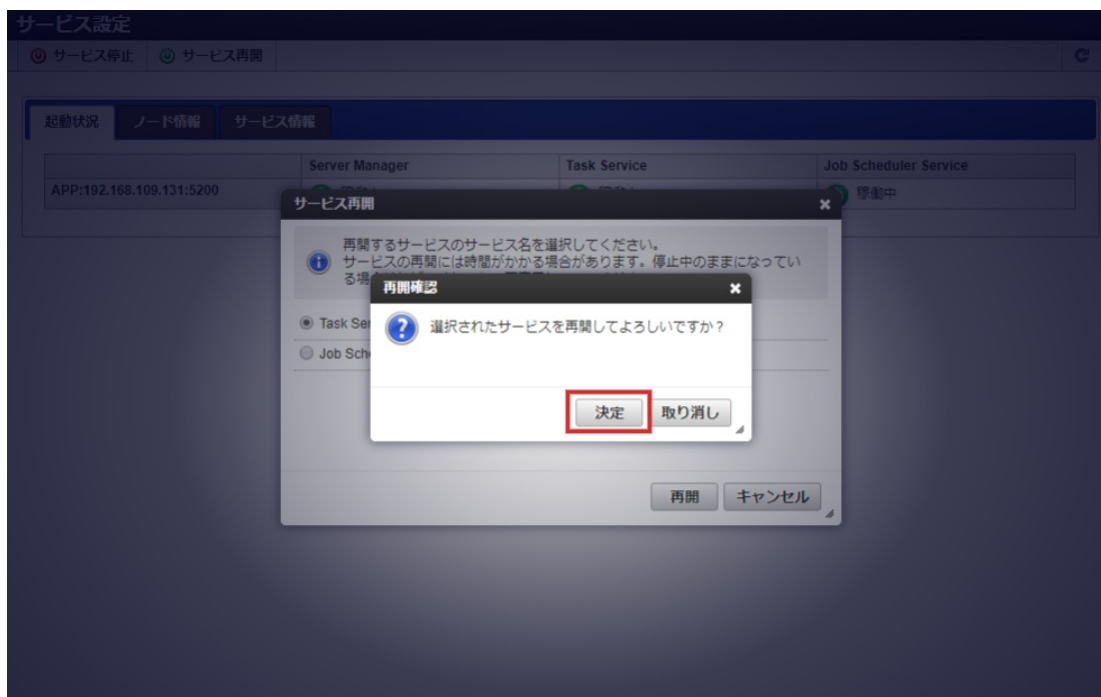 サービス設定
サービス停止 サービス再開
起動状況 ノード情報 サービス情報
Server Manager Task Service Job Scheduler Service
APP:192.168.109.131:5200 稼働中
サービス再開
再開するサービスのサービス名を選択してください。
サービスの再開には時間がかかる場合があります。停止中のままになってい
る場
再開確認
選択されたサービスを再開してよろしいですか？
Task Ser
Job Sch
決定 取り消し
再開 キャンセル